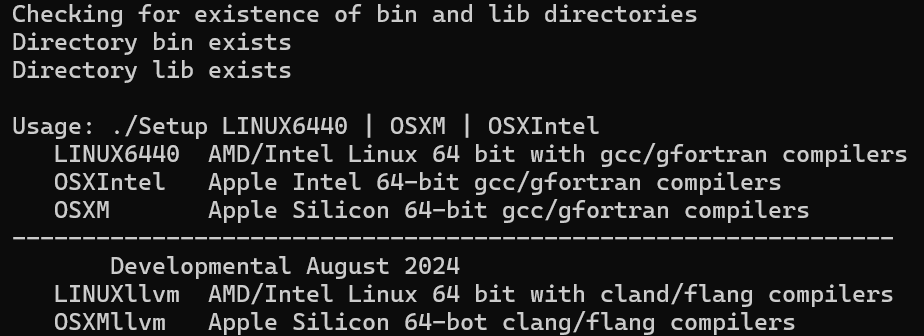 Checking for existence of bin and lib directories
Directory bin exists
Directory lib exists
Usage: ./Setup LINUX6440 | OSXM | OSXIntel
LINUX6440  AMD/Intel Linux 64 bit with gcc/gfortran compilers
OSXIntel   Apple Intel 64-bit gcc/gfortran compilers
OSXM       Apple Silicon 64-bit gcc/gfortran compilers
---------------------------------------------------------------
Developmental August 2024
LINUXllvm  AMD/Intel Linux 64 bit with cland/flang compilers
OSXMllvm   Apple Silicon 64-bot clang/flang compilers